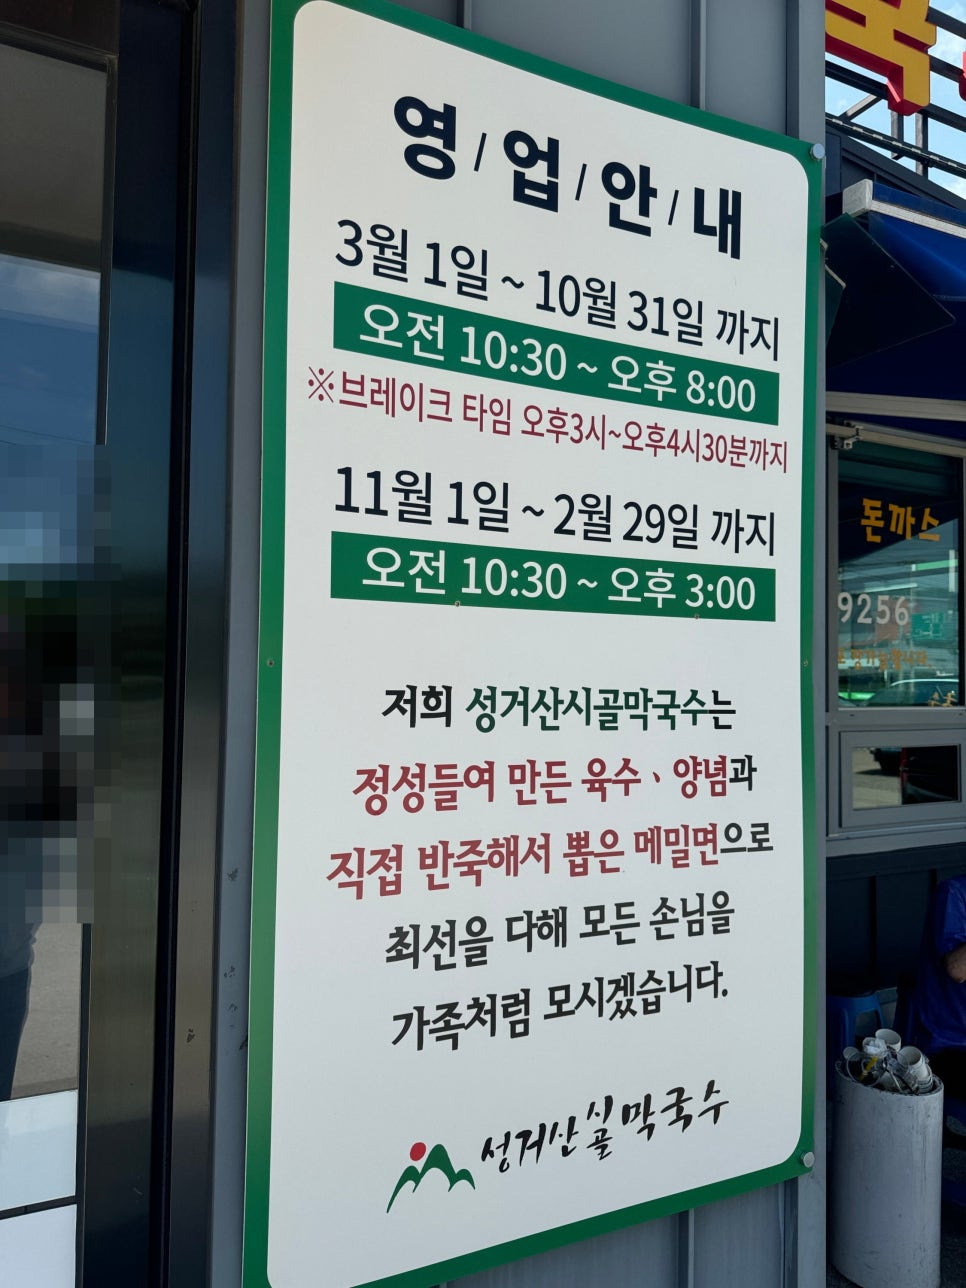 영/업/안/내
3월 1일 ~ 10월 31일 까지
오전 10:30 ~ 오후 8:00
※브레이크 타임 오후3시~오후4시30분까지
11월 1일 ~ 2월 29일 까지
오전 10:30 ~ 오후 3:00
저희 성거산시골막국수는
정성들여 만든 육수、양념과
직접 반죽해서 뽑은 메밀면으로
최선을 다해 모든 손님을
가족처럼 모시겠습니다.
성거산시골막국수
돈까스
9256